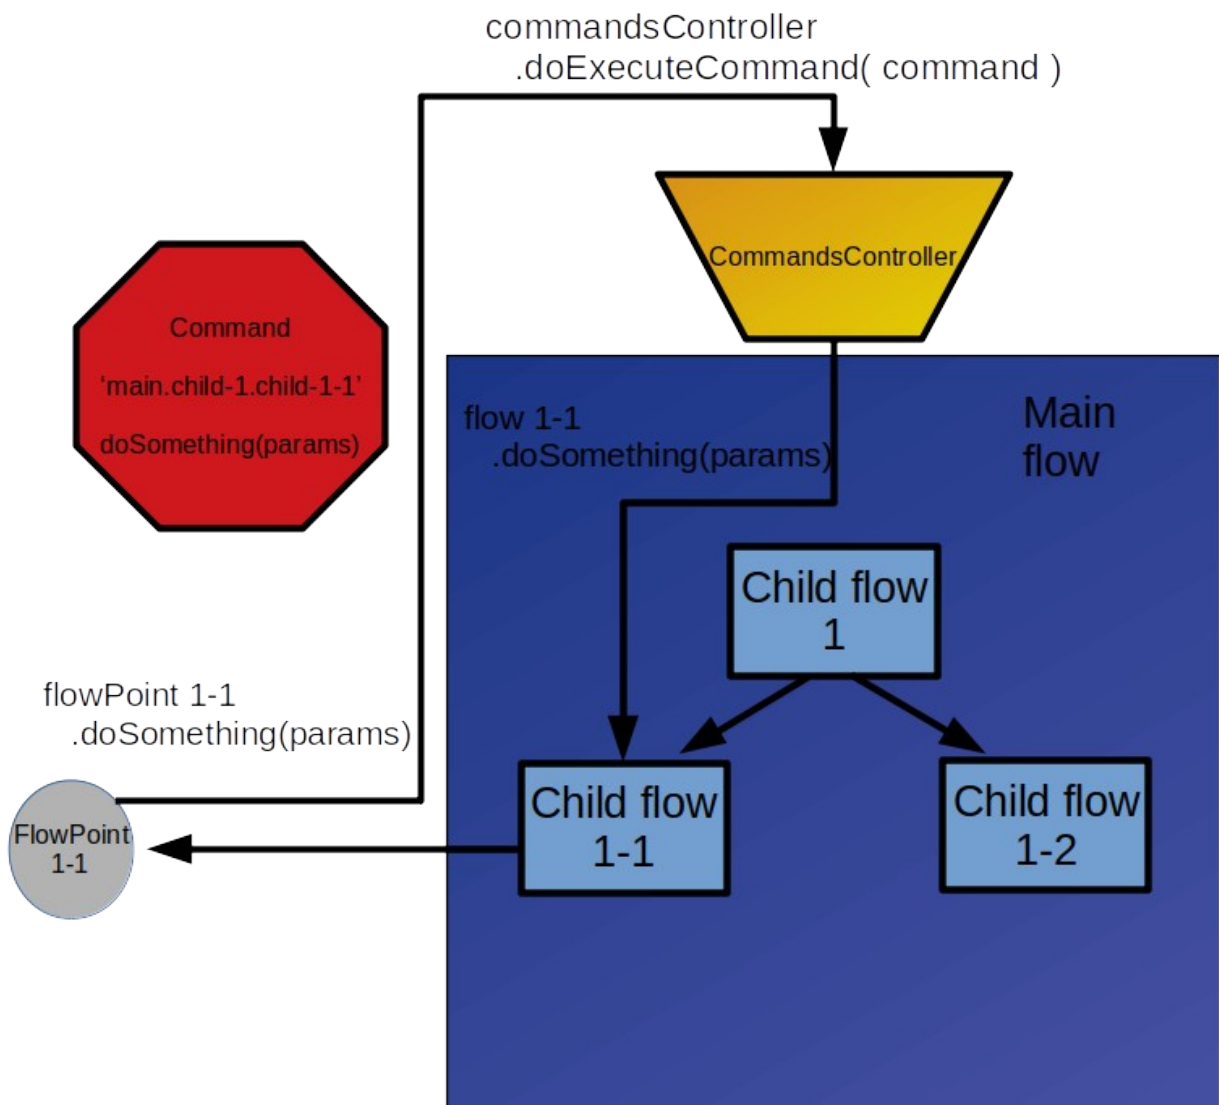 commandsController
.doExecuteCommand( command )
CommandsController
Command
‘main.child-1.child-1-1’
doSomething(params)
flow 1-1
.doSomething(params)
Main
flow
Child flow
1
flowPoint 1-1
.doSomething(params)
FlowPoint
1-1
Child flow
1-1
Child flow
1-2